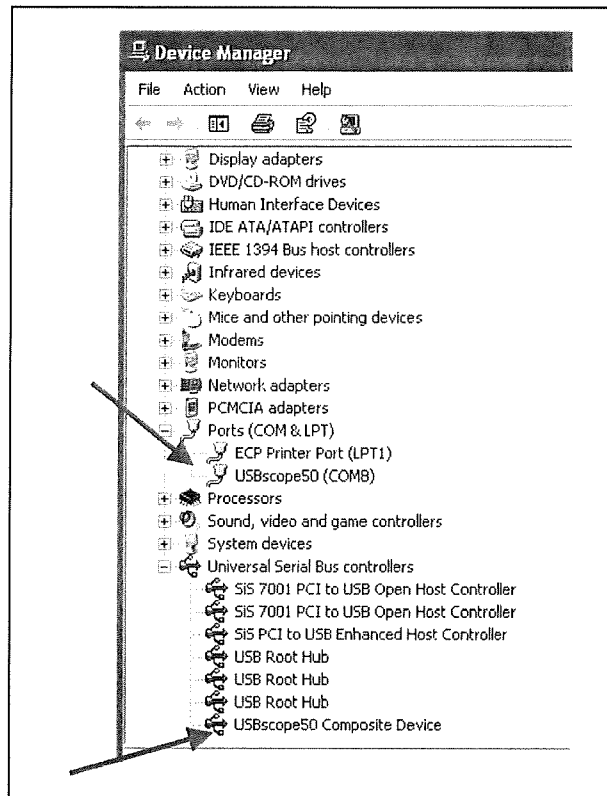 Device Manager
File Action View Help
Display adapters
DVD/CD-ROM drives
Human Interface Devices
IDE ATA/ATAPI controllers
IEEE 1394 Bus host controllers
Infrared devices
Keyboards
Mice and other pointing devices
Modems
Monitors
Network adapters
PCMCIA adapters
Ports (COM & LPT)
ECP Printer Port (LPT1)
USBscope50 (COM8)
Processors
Sound, video and game controllers
System devices
Universal Serial Bus controllers
SiS 7001 PCI to USB Open Host Controller
SiS 7001 PCI to USB Open Host Controller
SiS PCI to USB Enhanced Host Controller
USB Root Hub
USB Root Hub
USB Root Hub
USBscope50 Composite Device